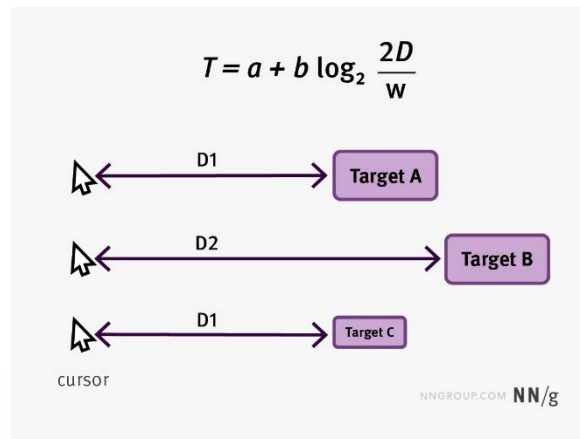 T = a + b log₂ 2D/w
D1
Target A
D2
Target B
D1
Target C
cursor
NNGROUP.COM NN/g